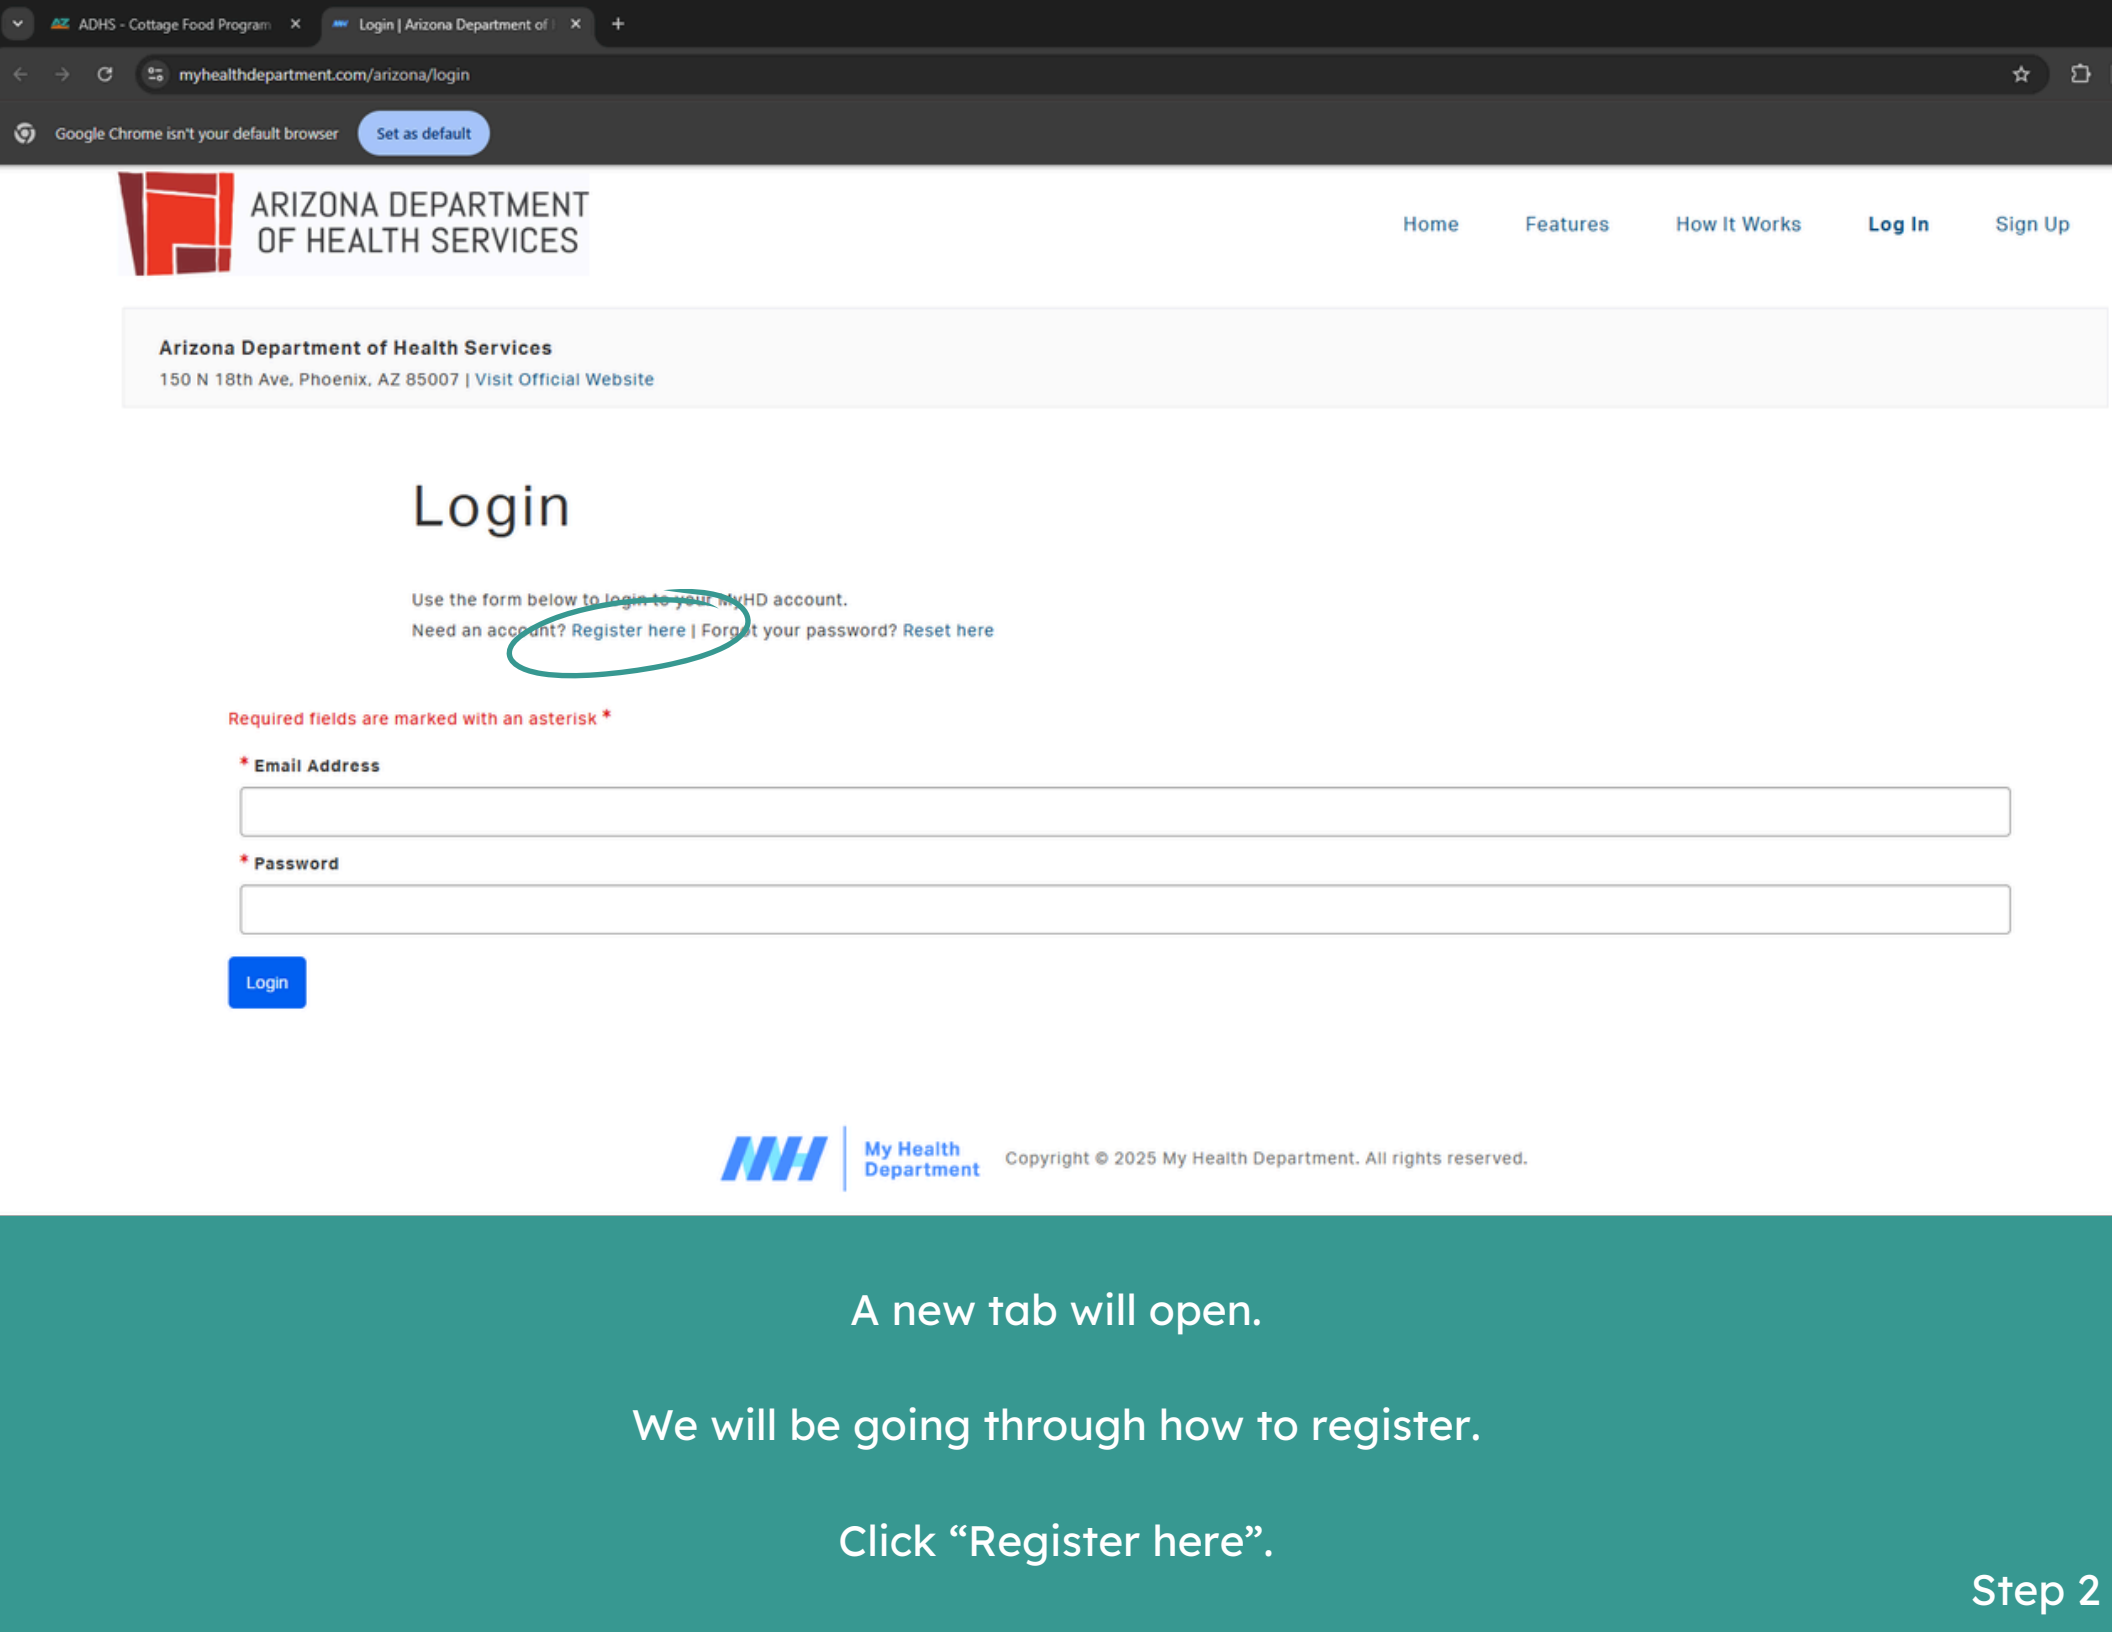 ADHS - Cottage Food Program
Login | Arizona Department of
myhealthdepartment.com/arizona/login
Google Chrome isn't your default browser Set as default
ARIZONA DEPARTMENT
OF HEALTH SERVICES
Home Features How It Works Log In Sign Up
Arizona Department of Health Services
150 N 18th Ave, Phoenix, AZ 85007 | Visit Official Website
Login
Use the form below to login to your MyHD account.
Need an account? Register here | Forgot your password? Reset here
Required fields are marked with an asterisk *
* Email Address
* Password
Login
My Health
Department
Copyright © 2025 My Health Department. All rights reserved.
A new tab will open.
We will be going through how to register.
Click “Register here”.
Step 2